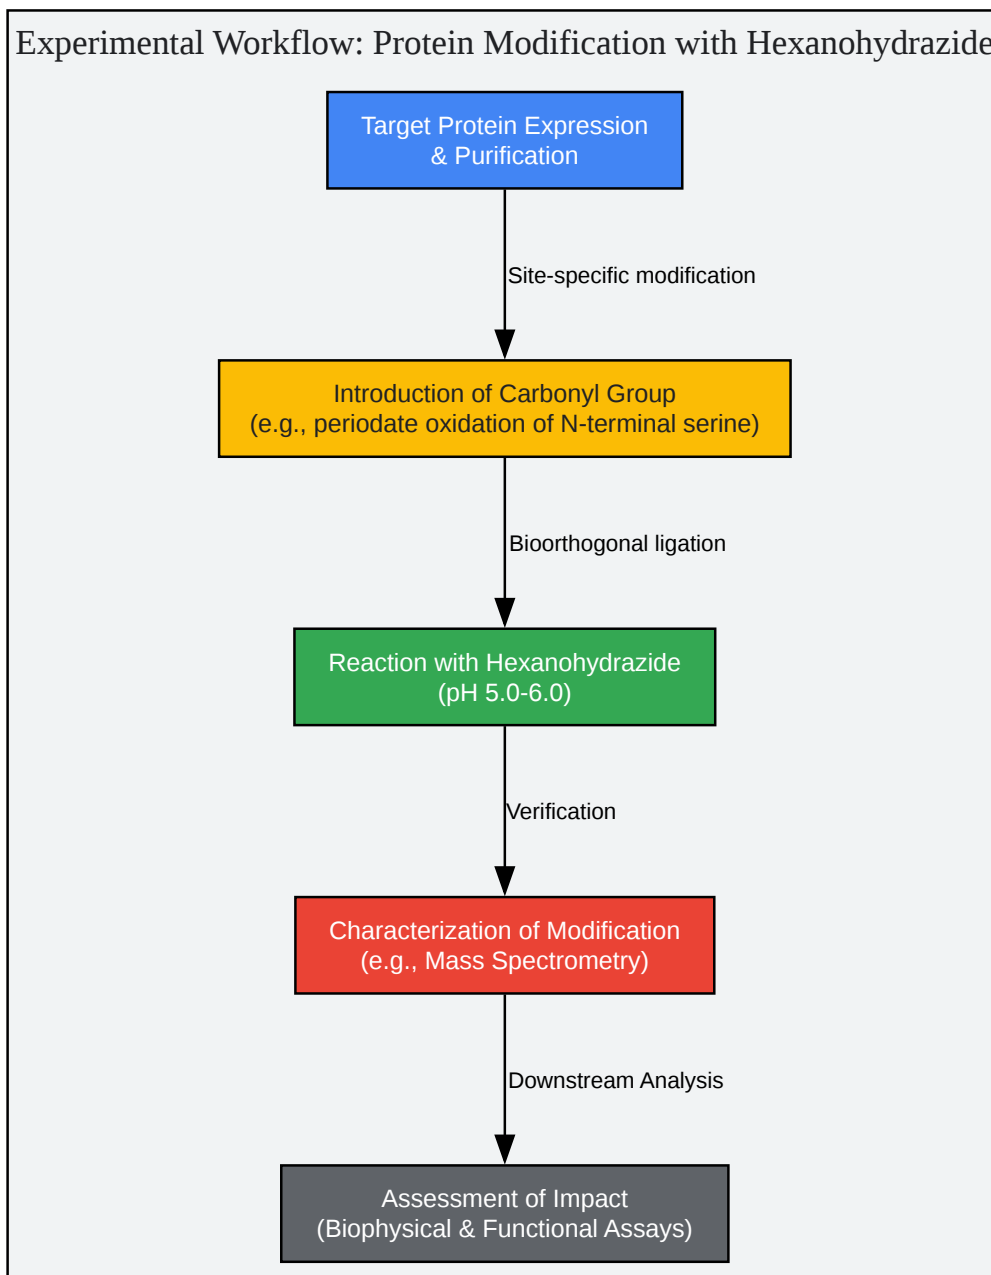 Experimental Workflow: Protein Modification with Hexanohydrazide
Target Protein Expression
& Purification
Site-specific modification
Introduction of Carbonyl Group
(e.g., periodate oxidation of N-terminal serine)
Bioorthogonal ligation
Reaction with Hexanohydrazide
(pH 5.0-6.0)
Verification
Characterization of Modification
(e.g., Mass Spectrometry)
Downstream Analysis
Assessment of Impact
(Biophysical & Functional Assays)